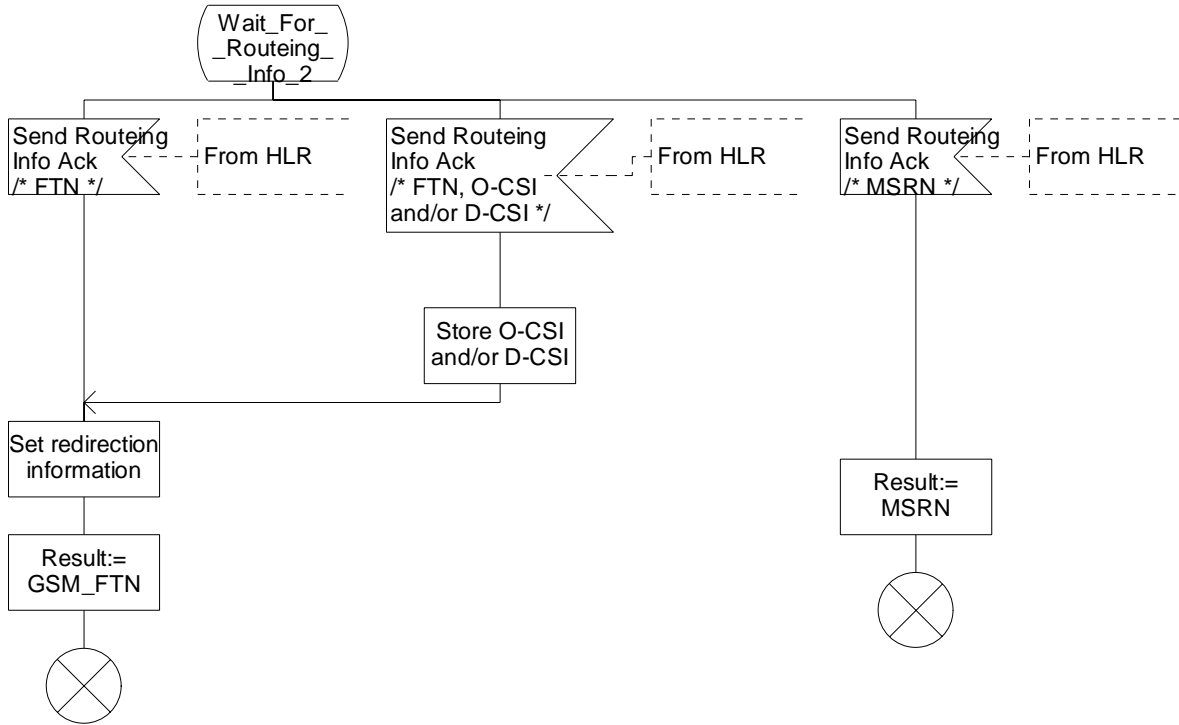 Wait_For_
_Routeing_
_Info_2
Send Routeing
Info Ack
/* FTN */
From HLR
Send Routeing
Info Ack
/* FTN, O-CSI
and/or D-CSI */
From HLR
Send Routeing
Info Ack
/* MSRN */
From HLR
Store O-CSI
and/or D-CSI
Set redirection
information
Result:=
MSRN
Result:=
GSM_FTN